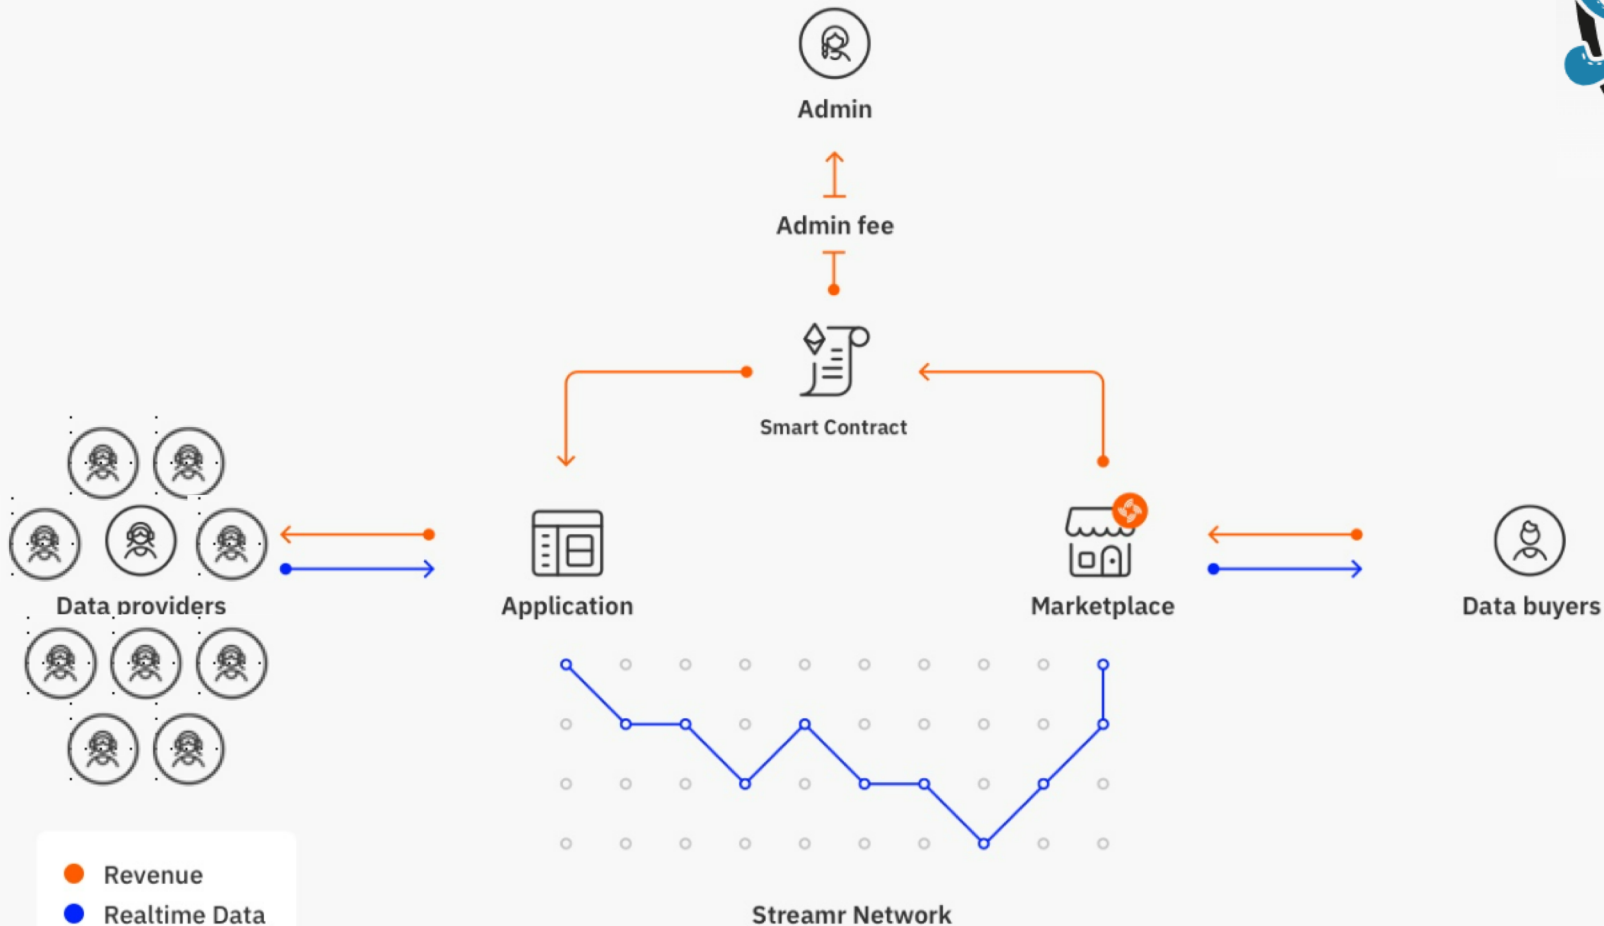 Admin
Admin fee
Smart Contract
Data providers
Application
Marketplace
Data buyers
Revenue
Realtime Data
Streamr Network